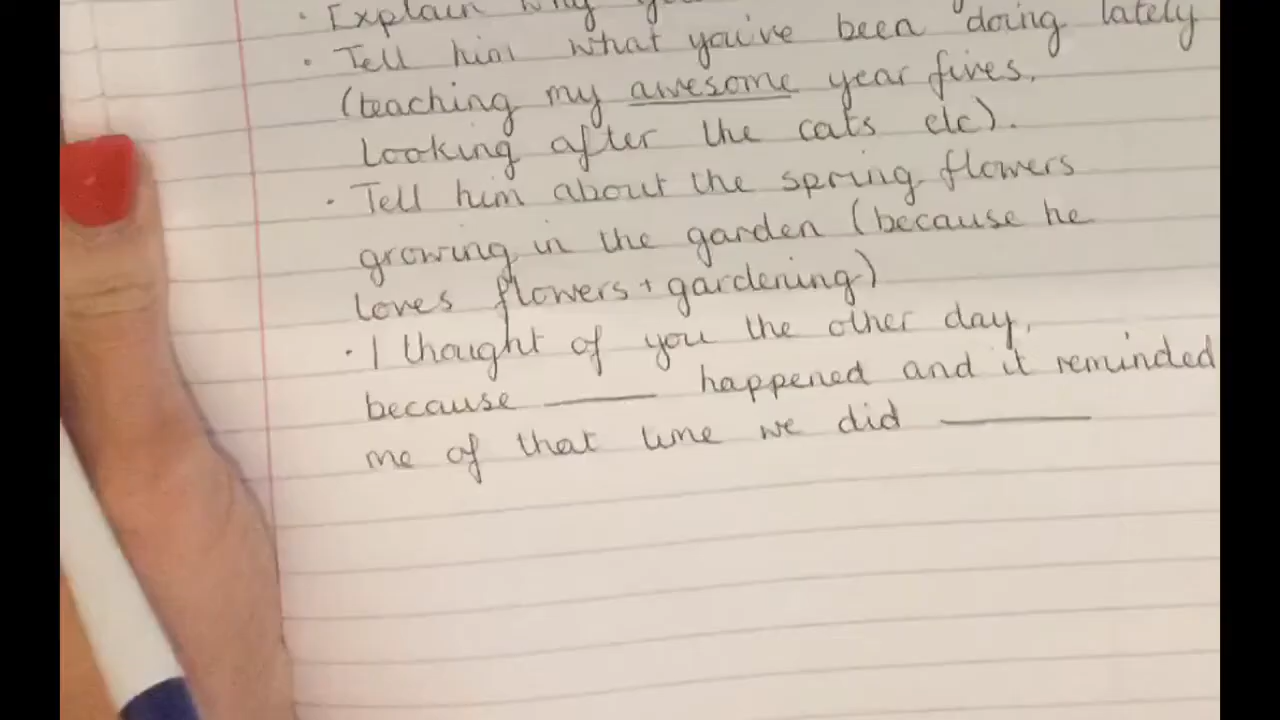 · Explain why
· Tell him what you've been doing lately
(teaching my awesome year fives,
looking after the cats etc).
· Tell him about the spring flowers
growing in the garden (because he
loves flowers + gardening)
· I thought of you the other day,
because ______ happened and it reminded
me of that time we did ______